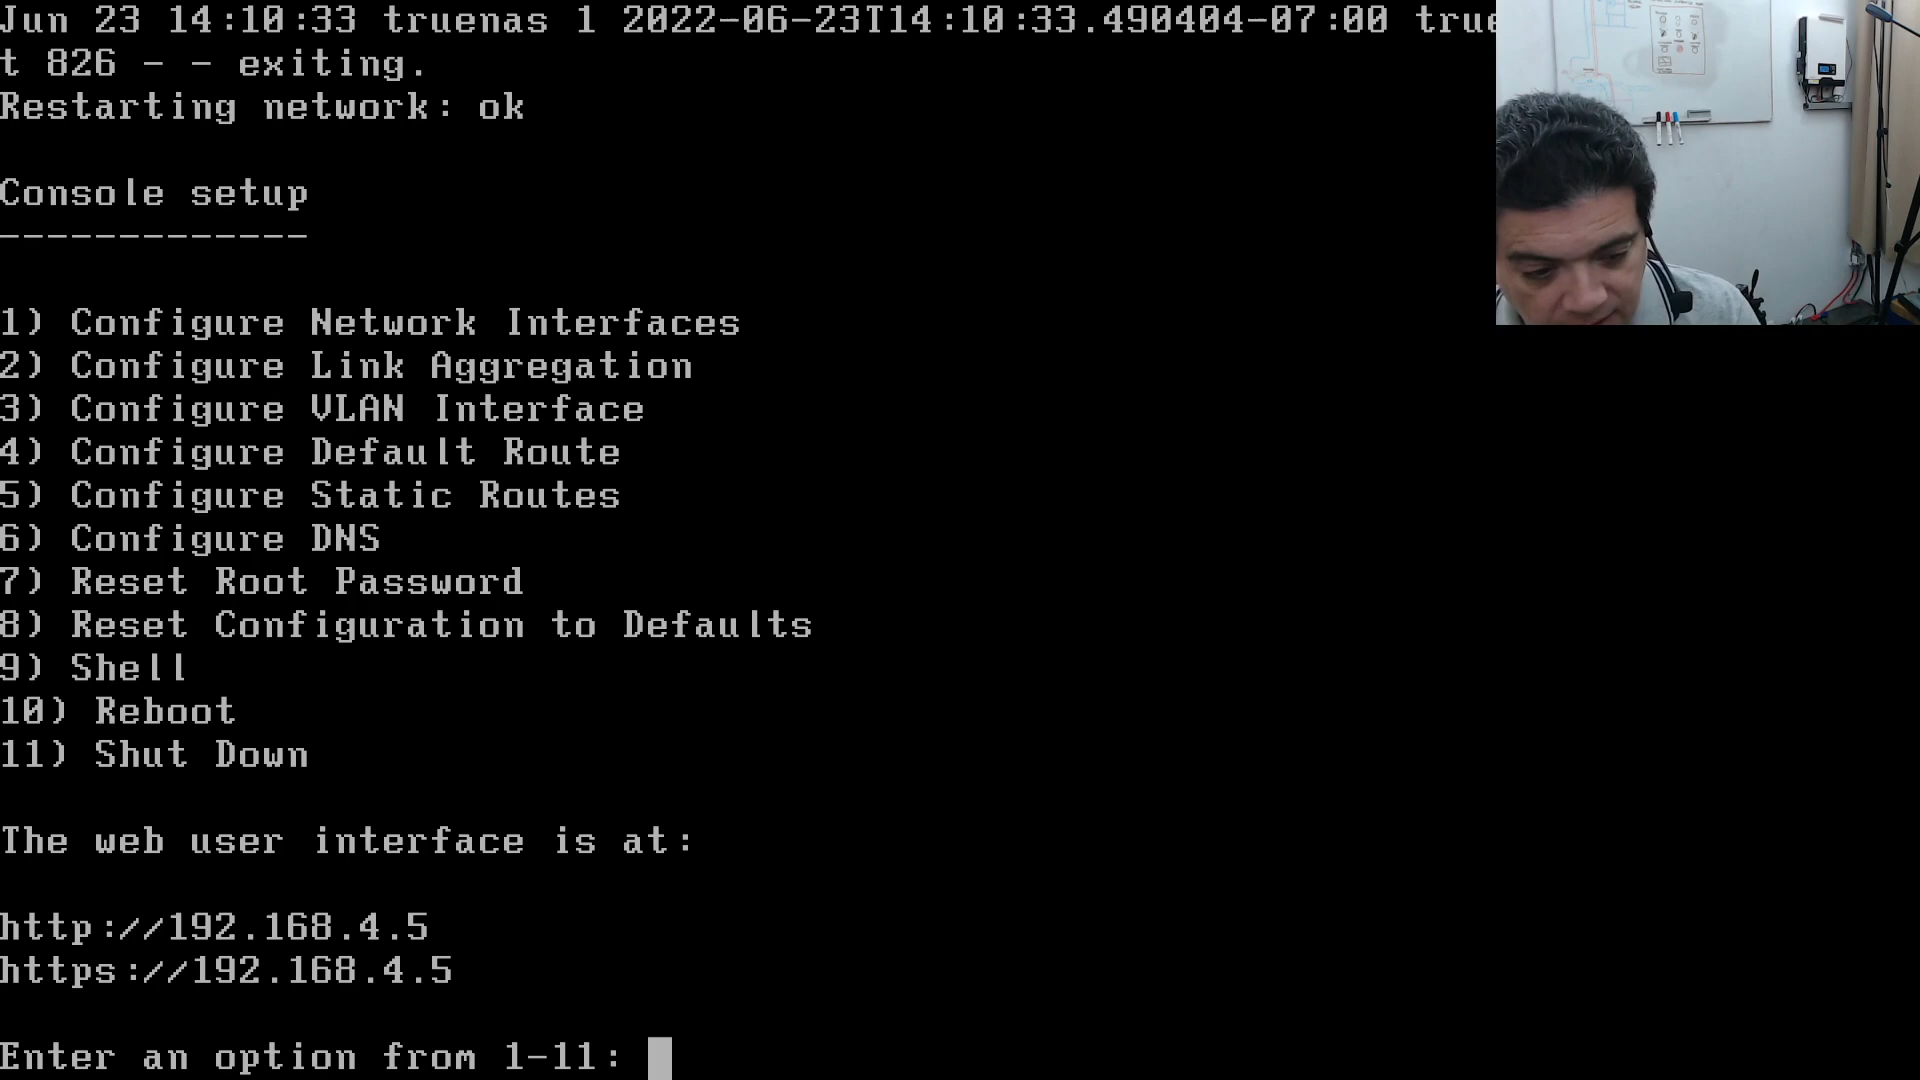 Jun 23 14:10:33 truenas 1 2022-06-23T14:10:33.490404-07:00 true
t 826 - - exiting.
Restarting network: ok
Console setup
-------------
1) Configure Network Interfaces
2) Configure Link Aggregation
3) Configure VLAN Interface
4) Configure Default Route
5) Configure Static Routes
6) Configure DNS
7) Reset Root Password
8) Reset Configuration to Defaults
9) Shell
10) Reboot
11) Shut Down
The web user interface is at:
http://192.168.4.5
https://192.168.4.5
Enter an option from 1-11: